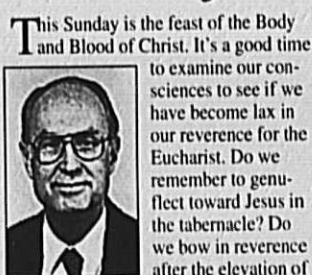 This Sunday is the feast of the Body
and Blood of Christ. It's a good time
to examine our con-
sciences to see if we
have become lax in
our reverence for the
Eucharist. Do we
remember to genu-
flect toward Jesus in
the tabernacle? Do
we bow in reverence
after the elevation of